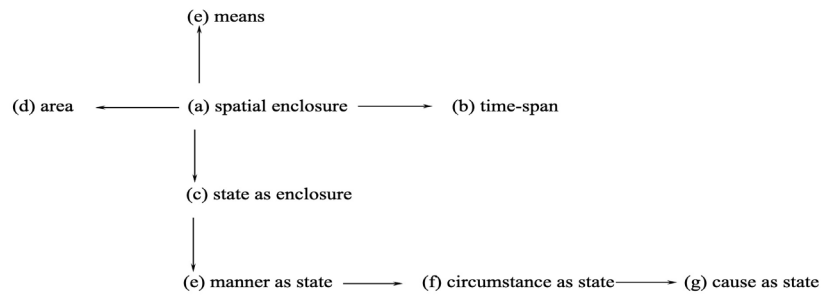 (e) means
(d) area (a) spatial enclosure (b) time-span
(c) state as enclosure
(e) manner as state (f) circumstance as state (g) cause as state